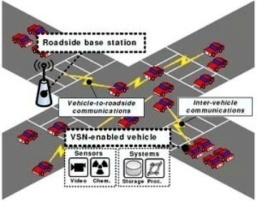 Roadside base station
Vehicle-to-roadside
communications
Inter-vehicle
communications
VSN-enabled vehicle
Sensors
Systems
Video Chem.
Storage Proc.